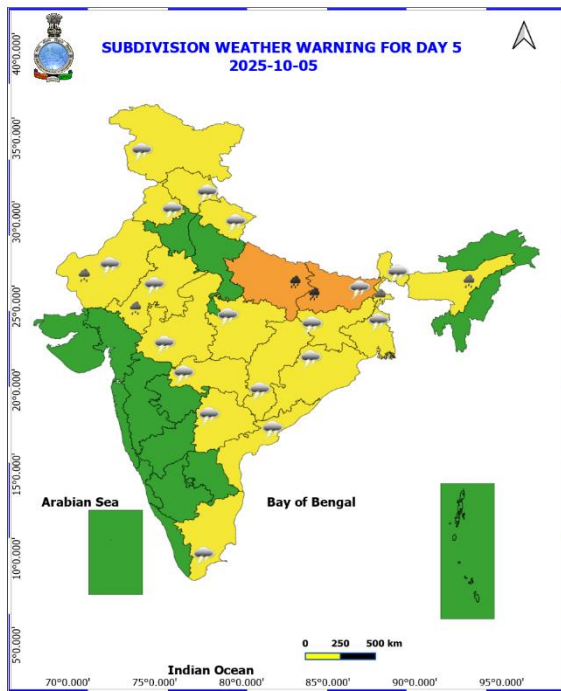 SUBDIVISION WEATHER WARNING FOR DAY 5
2025-10-05
40°0.000'
35°0.000'
30°0.000'
25°0.000'
20°0.000'
15°0.000'
10°0.000'
5°0.000'
Arabian Sea
Bay of Bengal
0 250 500 km
Indian Ocean
70°0.000' 75°0.000' 80°0.000' 85°0.000' 90°0.000' 95°0.000'